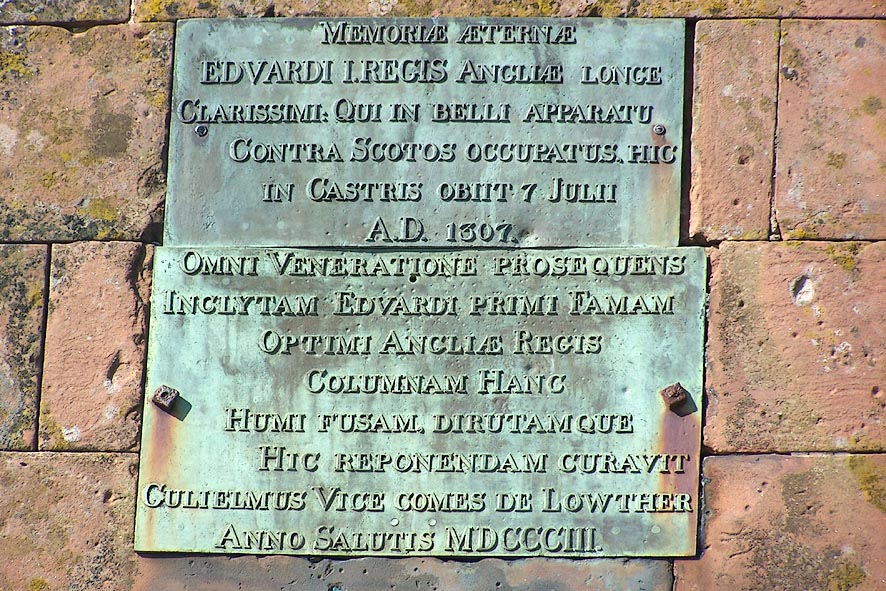 MEMORIÆ ÆTERNÆ
EDVARDI I. REGIS ANGLIÆ LONCE
CLARISSIMI: QUI IN BELLI APPARATU
CONTRA SCOTOS OCCUPATUS, HIC
IN CASTRIS OBIIT 7 JULII
A.D. 1307.
OMNI VENERATIONE PROSEQUENS
INCLYTAM EDVARDI PRIMI FAMAM
OPTIMI ANGLIÆ REGIS
COLUMNAM HANC
HUMI FUSAM, DIRUTAMQUE
HIC REPONENDAM CURAVIT
GULIELMUS VICE COMES DE LOWTHER
ANNO SALUTIS MDCCCIII.